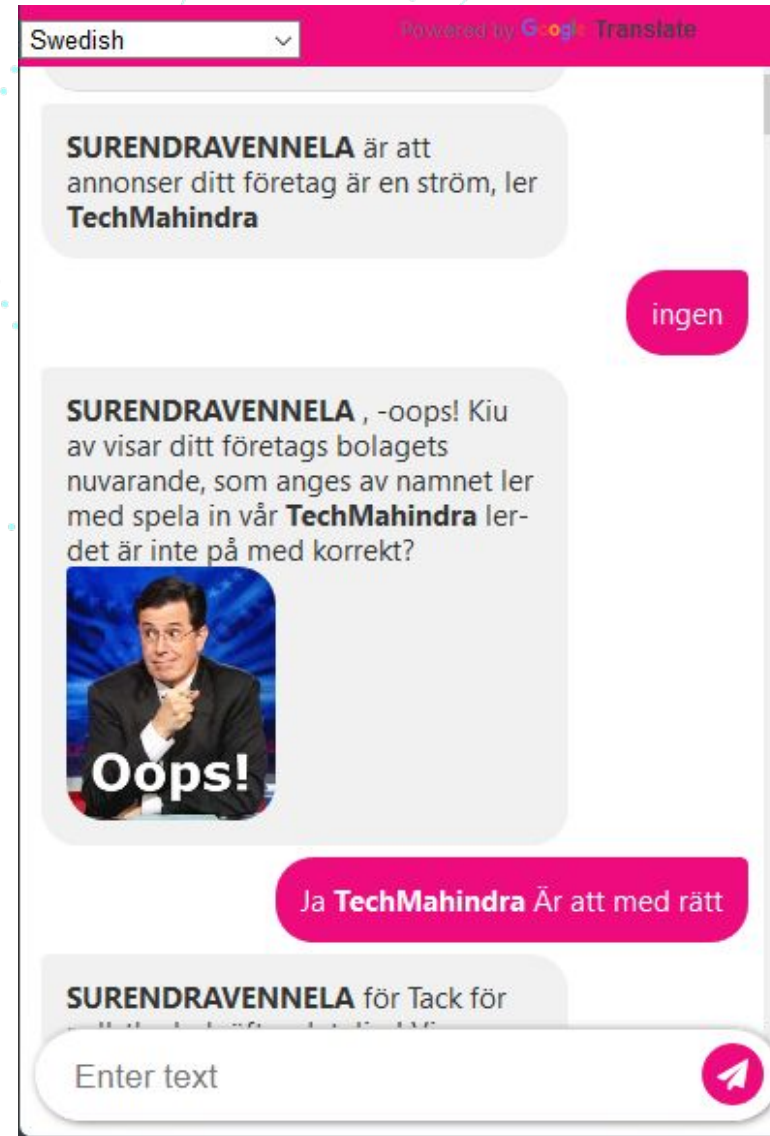 Swedish
Powered by Google Translate
SURENDRAVENNELA är att
annonser ditt företag är en ström, ler
TechMahindra
ingen
SURENDRAVENNELA , -oops! Kiu
av visar ditt företags bolagets
nuvarande, som anges av namnet ler
med spela in vår TechMahindra ler-
det är inte på med korrekt?
Oops!
Ja TechMahindra Är att med rätt
SURENDRAVENNELA för Tack för
Enter text